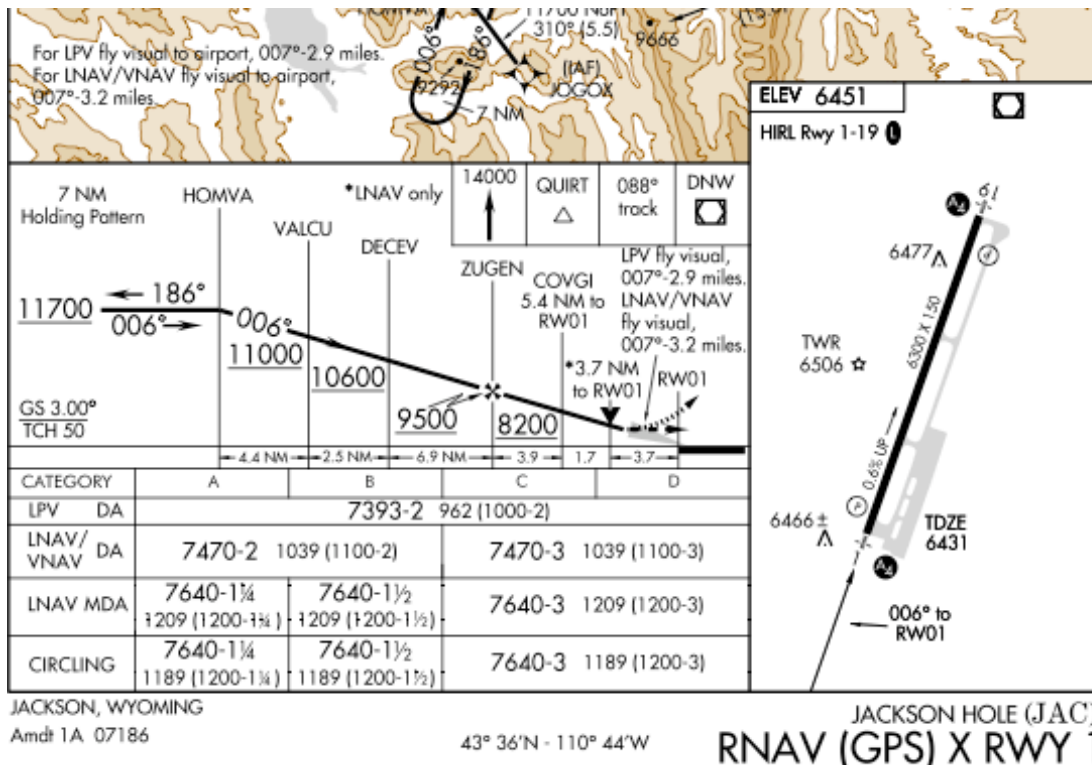 11700 NoPT
310° (5.5)
9666
006°
186°
(IAF)
JOGOX
9292
7 NM
For LPV fly visual to airport, 007°-2.9 miles.
For LNAV/VNAV fly visual to airport,
007°-3.2 miles.
7 NM
Holding Pattern
HOMVA
VALCU
DECEV
*LNAV only
14000
QUIRT
088°
track
DNW
ZUGEN
COVGI
5.4 NM to
RW01
LPV fly visual,
007°-2.9 miles.
LNAV/VNAV
fly visual,
007°-3.2 miles.
*3.7 NM
to RW01
RW01
11700
186°
006°
006°
11000
10600
9500
8200
GS 3.00°
TCH 50
4.4 NM 2.5 NM 6.9 NM 3.9 1.7 3.7
CATEGORY A B C D
LPV DA 7393-2 962 (1000-2)
LNAV/
VNAV DA 7470-2 1039 (1100-2) 7470-3 1039 (1100-3)
LNAV MDA 7640-1¼ 7640-1½ 7640-3 1209 (1200-3)
1209 (1200-1¼) 1209 (1200-1½)
CIRCLING 7640-1¼ 7640-1½ 7640-3 1189 (1200-3)
1189 (1200-1¼) 1189 (1200-1½)
ELEV 6451
HIRL Rwy 1-19 L
19
A4
6477
P
6300 X 150
TWR
6506
0.6% UP
6466 ±
TDZE
6431
A4
006° to
RW01
JACKSON, WYOMING
Amdt 1A 07186
43° 36'N - 110° 44'W
JACKSON HOLE (JAC)
RNAV (GPS) X RWY